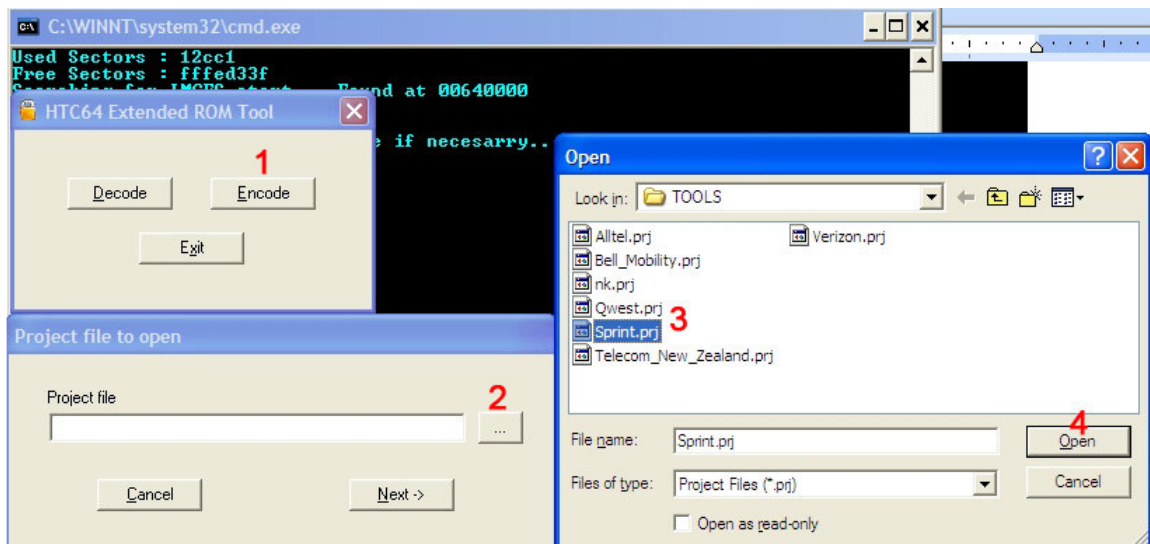 C:\WINNT\system32\cmd.exe
Used Sectors : 12cc1
Free Sectors : fffed33f
Found at 00640000
if necesarry..
HTC64 Extended ROM Tool
1
Decode
Encode
Exit
Project file to open
Project file
2
...
Cancel
Next ->
Open
Look in:
TOOLS
Alltel.prj
Verizon.prj
Bell_Mobility.prj
nk.prj
Qwest.prj
Sprint.prj
3
Telecom_New_Zealand.prj
4
File name:
Sprint.prj
Open
Files of type:
Project Files (*.prj)
Cancel
Open as read-only